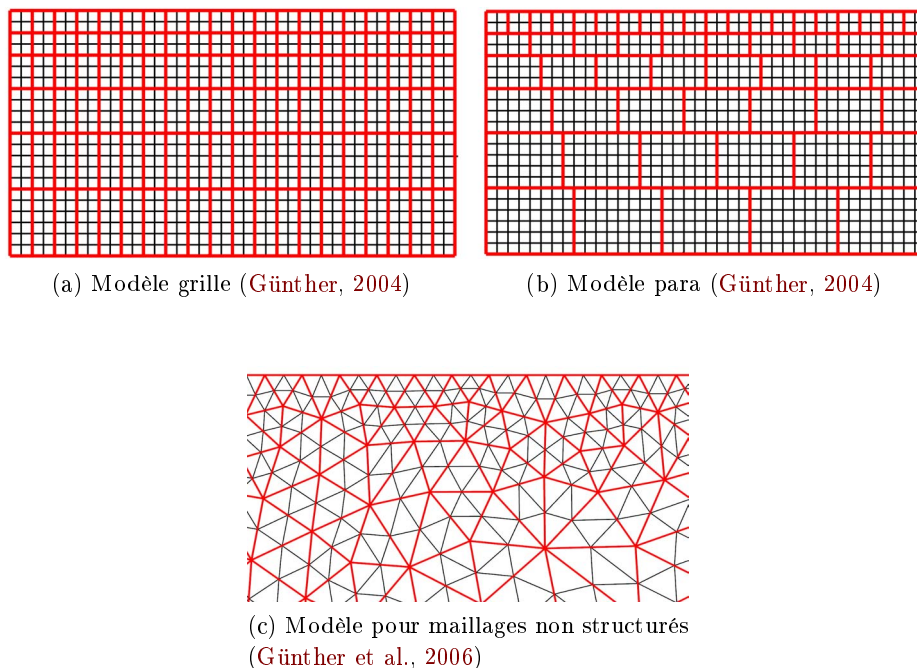 (a) Modèle grille (Günther, 2004)
(b) Modèle para (Günther, 2004)
(c) Modèle pour maillages non structurés
(Günther et al., 2006)